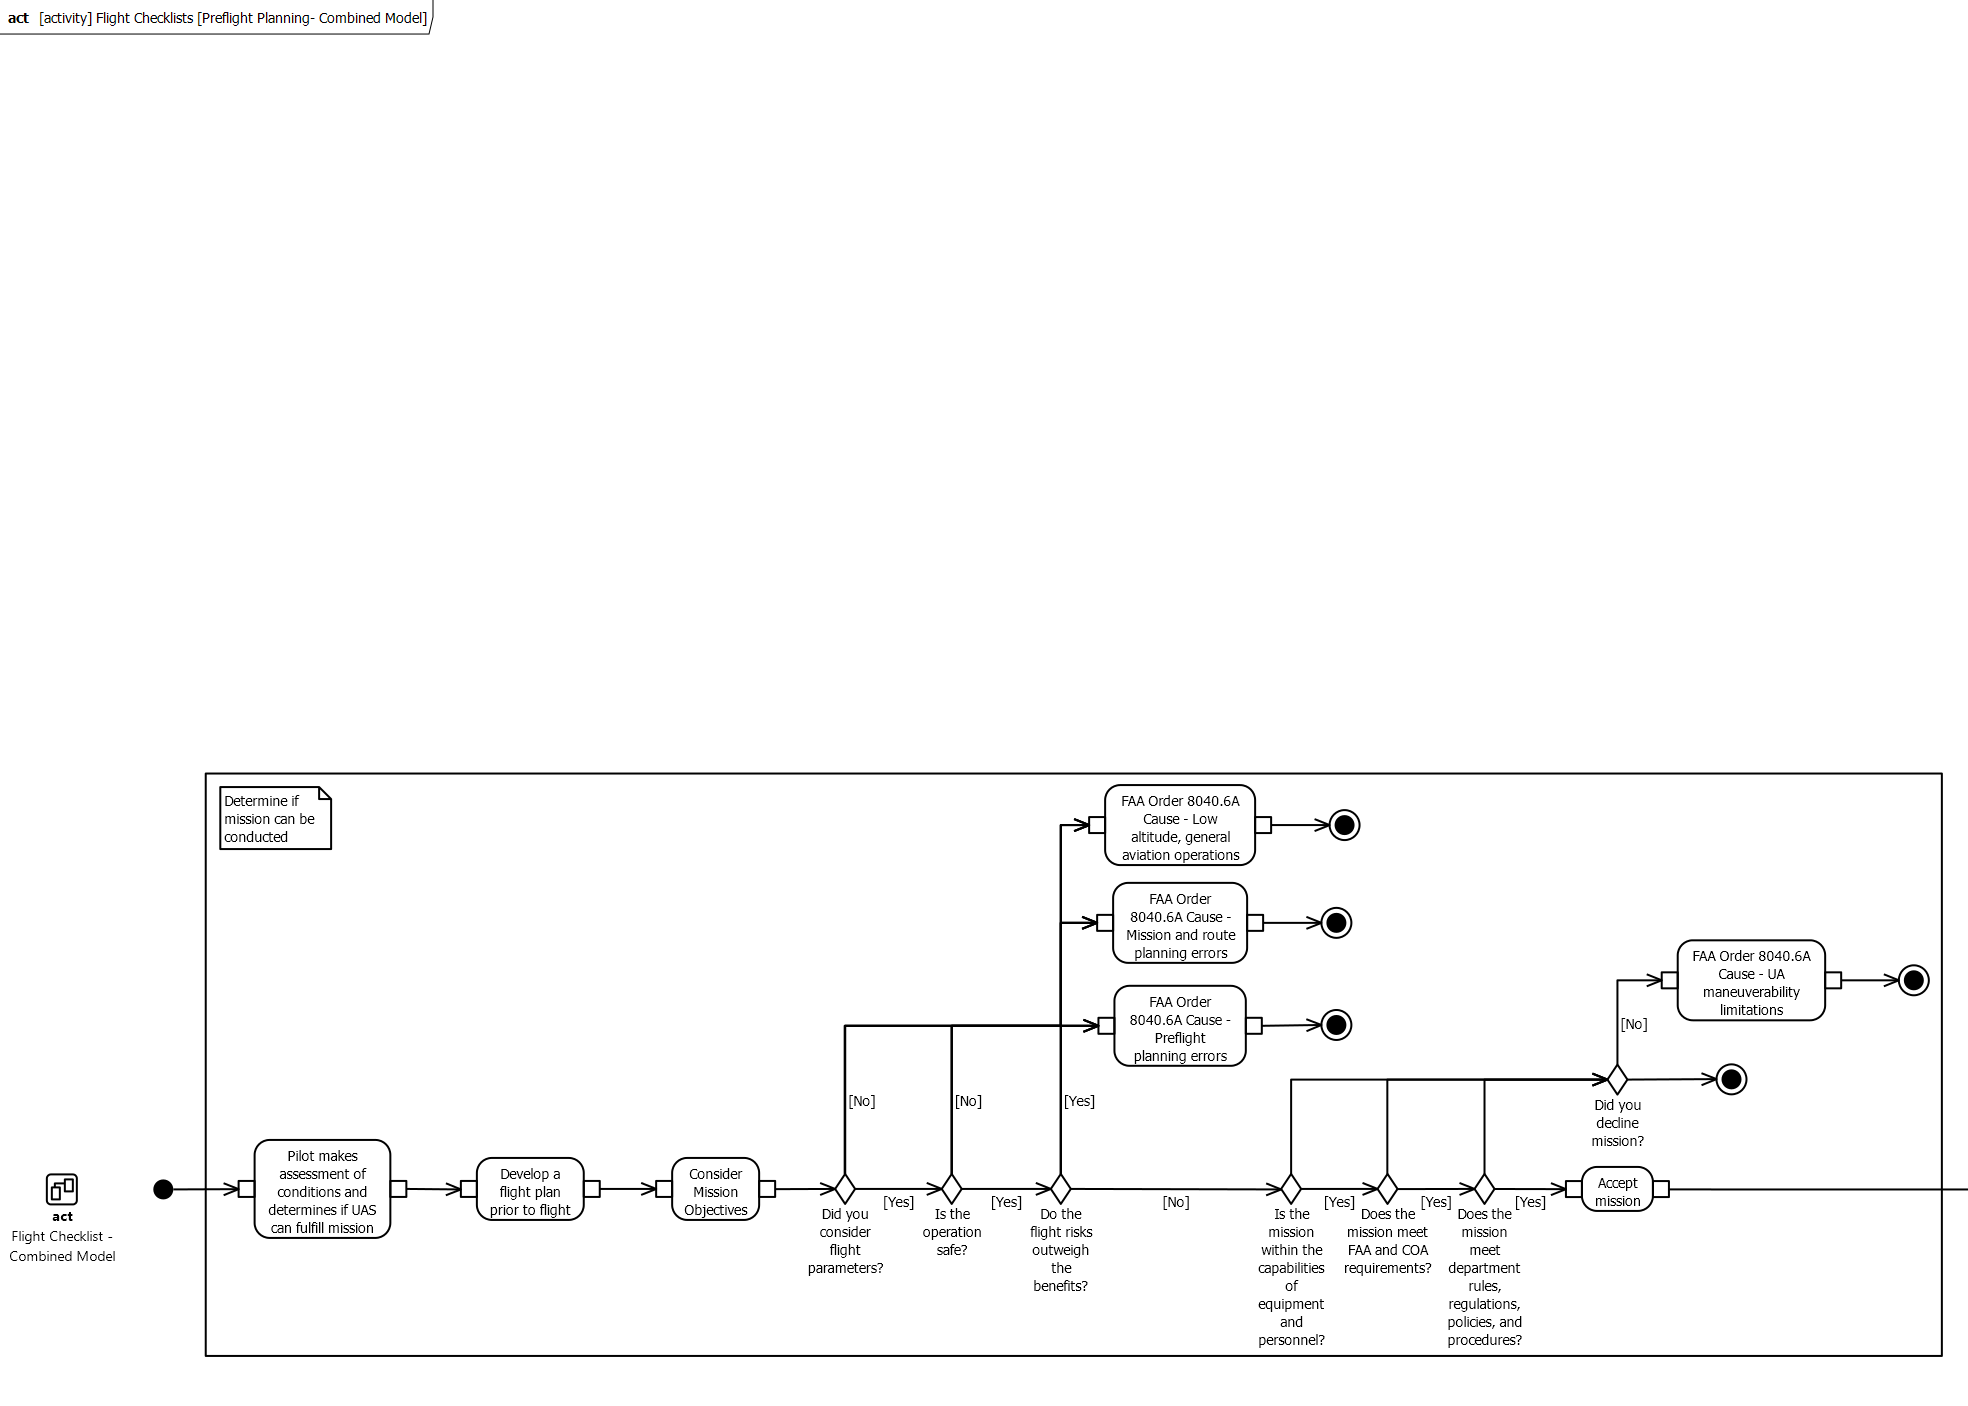 act [activity] Flight Checklists [Preflight Planning- Combined Model]
Determine if
mission can be
conducted
FAA Order 8040.6A
Cause - Low
altitude, general
aviation operations
FAA Order
8040.6A Cause -
Mission and route
planning errors
FAA Order
8040.6A Cause -
Preflight
planning errors
FAA Order 8040.6A
Cause - UA
maneuverability
limitations
[No]
[No]
[No]
[Yes]
Did you
decline
mission?
act
Flight Checklist -
Combined Model
Pilot makes
assessment of
conditions and
determines if UAS
can fulfill mission
Develop a
flight plan
prior to flight
Consider
Mission
Objectives
Did you
consider
flight
parameters?
[Yes]
Is the
operation
safe?
[Yes]
Do the
flight risks
outweigh
the
benefits?
[No]
Is the
mission
within the
capabilities
of
equipment
and
personnel?
[Yes]
Does the
mission meet
FAA and COA
requirements?
[Yes]
Does the
mission
meet
department
rules,
regulations,
policies, and
procedures?
[Yes]
Accept
mission